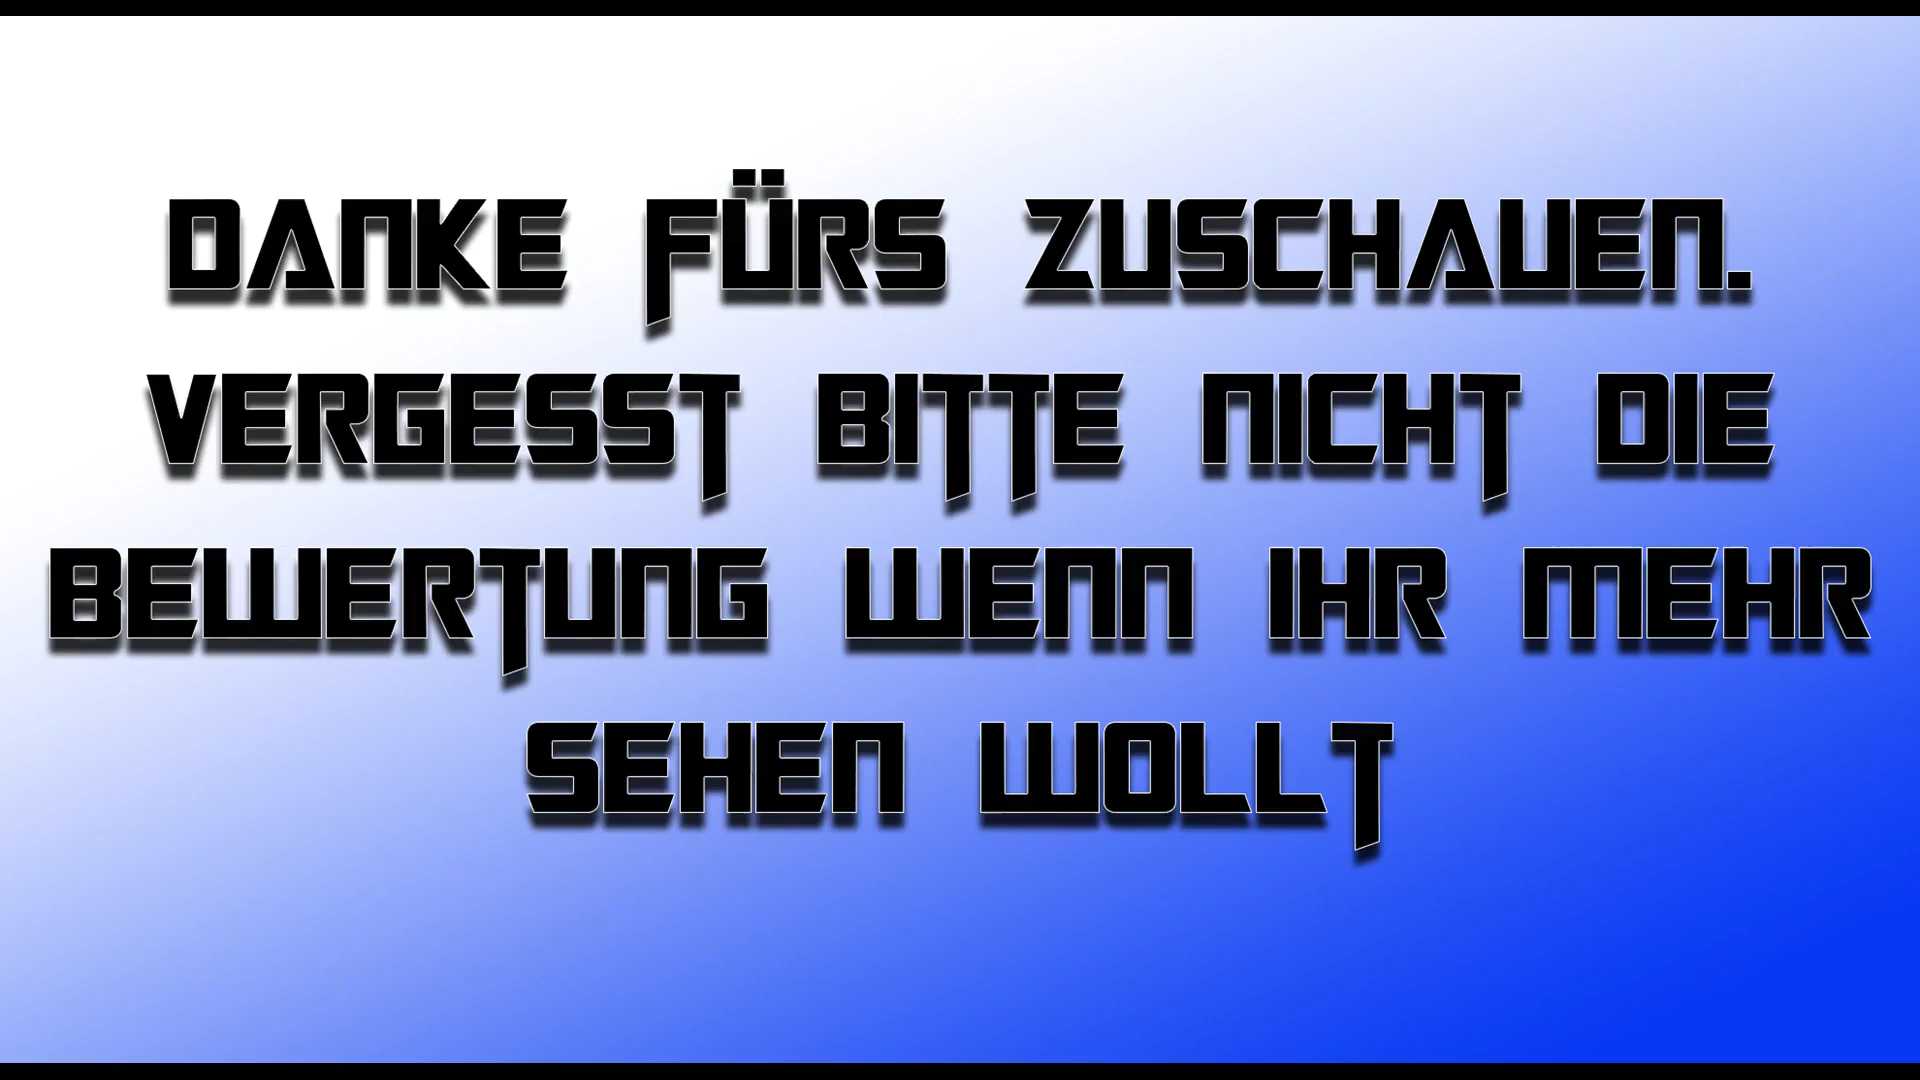 DANKE FÜRS ZUSCHAUEN.
VERGESST BITTE NICHT DIE
BEWERTUNG WENN IHR MEHR
SEHEN WOLLT